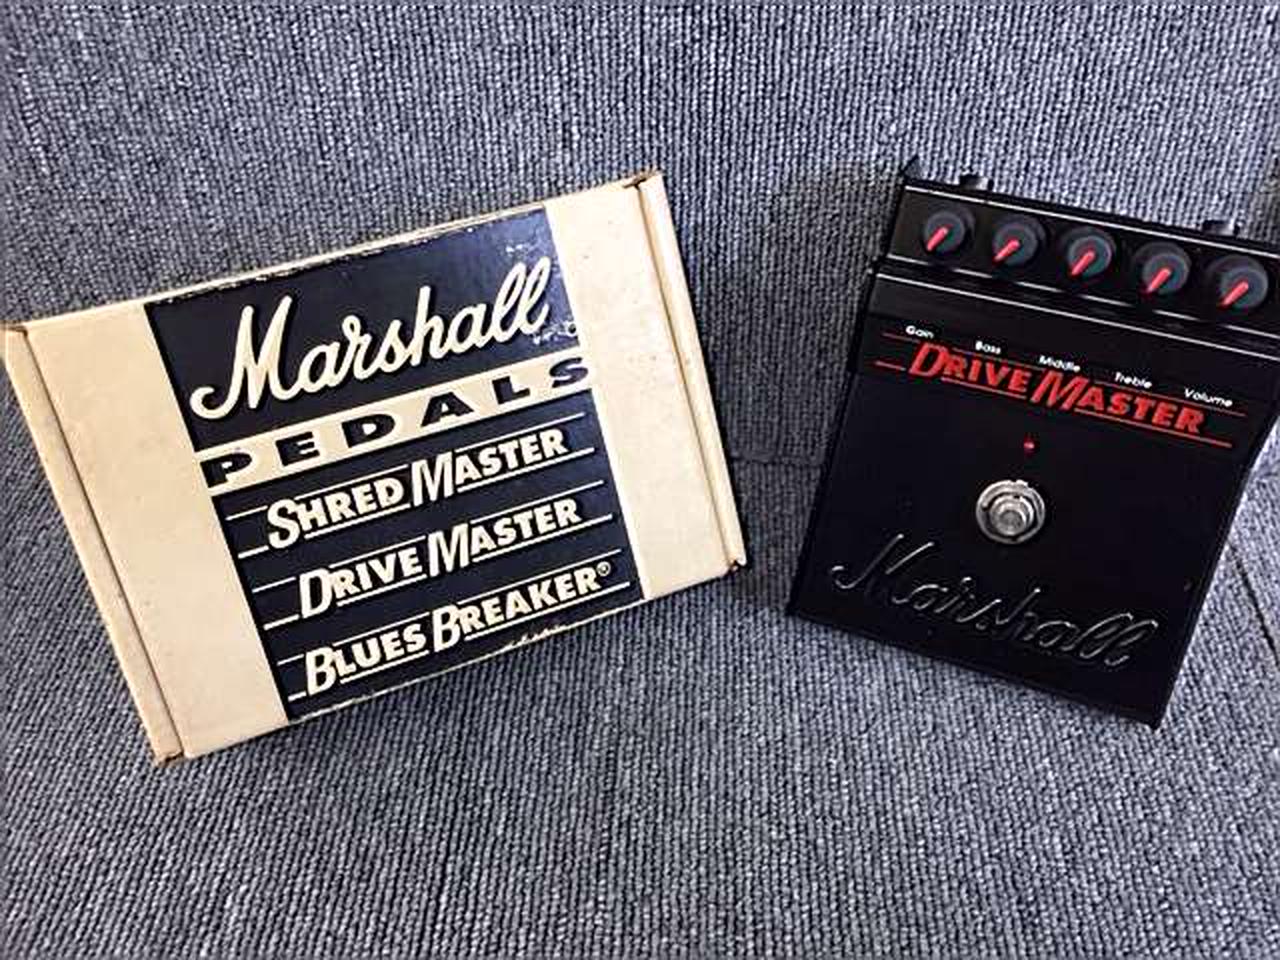 Marshall
PEDALS
SHRED MASTER
DRIVE MASTER
BLUES BREAKER®
Gain Bass Middle Treble Volume
DRIVE MASTER
Marshall